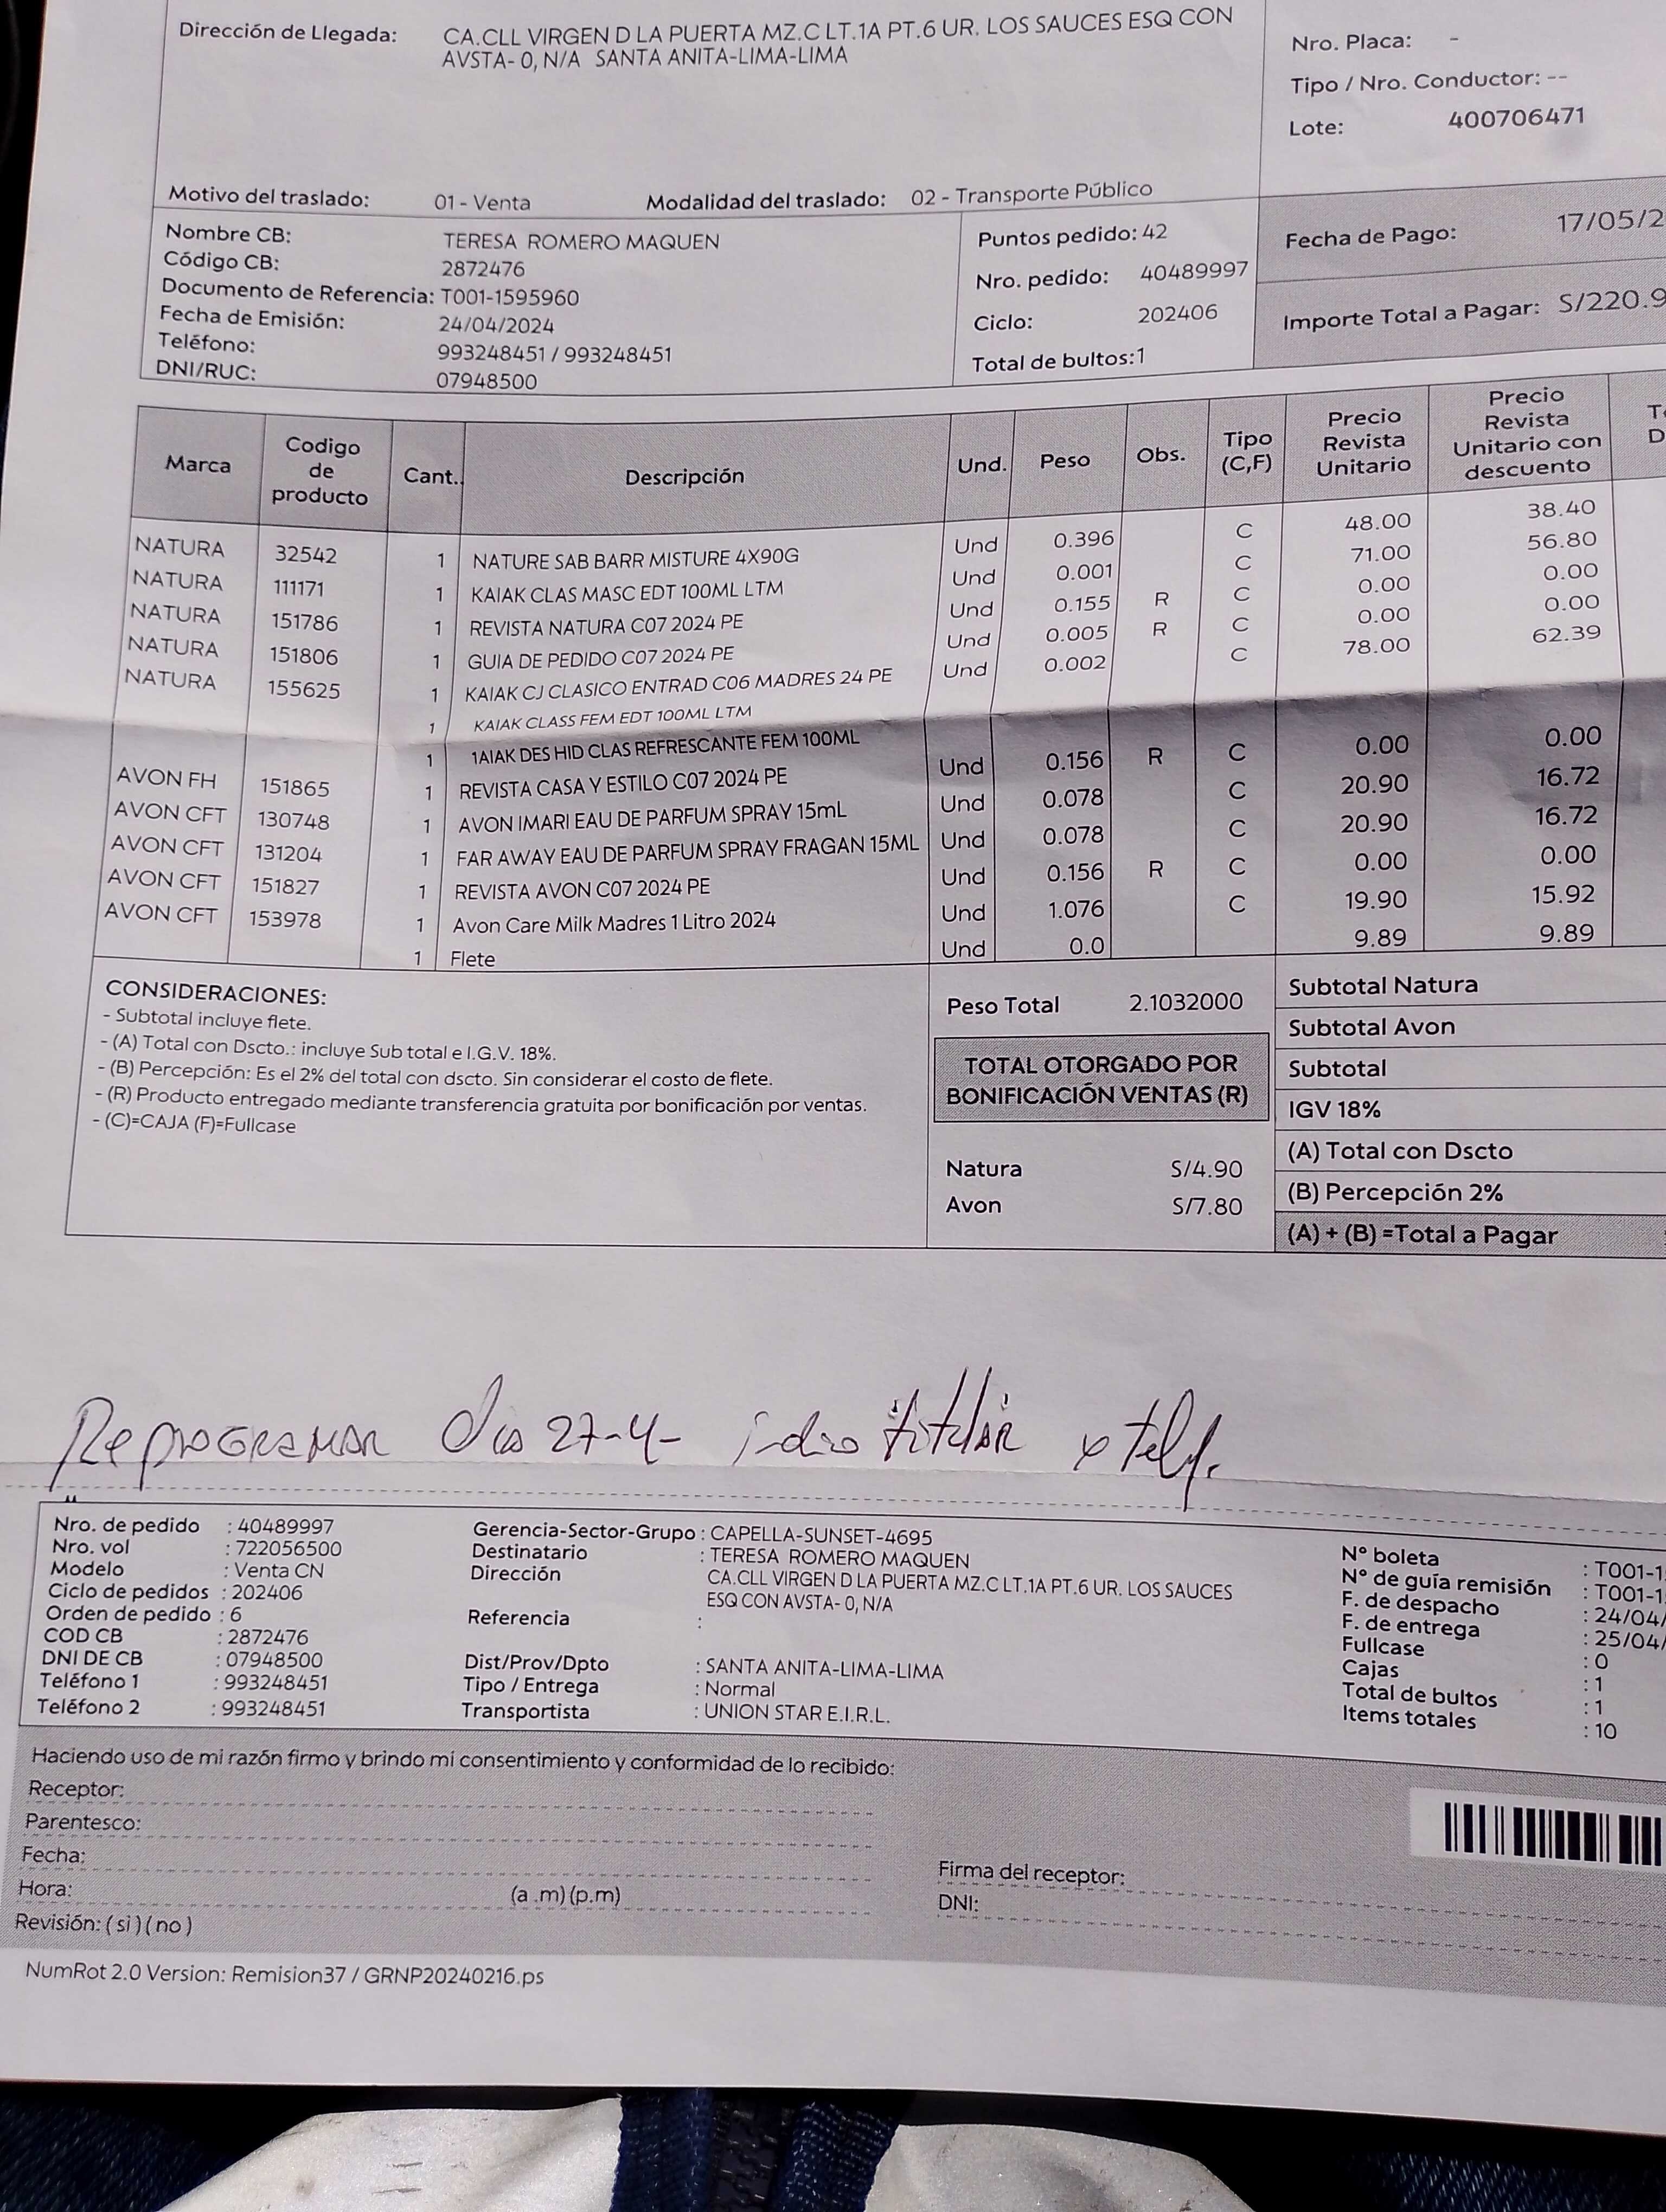 Dirección de Llegada: CA.CLL VIRGEN D LA PUERTA MZ.C LT.1A PT.6 UR. LOS SAUCES ESQ CON
AVSTA- 0, N/A SANTA ANITA-LIMA-LIMA
Nro. Placa: -
Tipo / Nro. Conductor: --
Lote: 400706471
Motivo del traslado: 01 - Venta Modalidad del traslado: 02 - Transporte Público
Nombre CB: TERESA ROMERO MAQUEN
Código CB: 2872476
Documento de Referencia: T001-1595960
Fecha de Emisión: 24/04/2024
Teléfono: 993248451 / 993248451
DNI/RUC: 07948500
Puntos pedido: 42
Nro. pedido: 40489997
Ciclo: 202406
Total de bultos:1
Fecha de Pago: 17/05/2
Importe Total a Pagar: S/220.9
Marca Codigo de producto Cant.. Descripción Und. Peso Obs. Tipo (C,F) Precio Revista Unitario Precio Revista Unitario con descuento
NATURA 32542 1 NATURE SAB BARR MISTURE 4X90G Und 0.396 C 48.00 38.40
NATURA 111171 1 KAIAK CLAS MASC EDT 100ML LTM Und 0.001 C 71.00 56.80
NATURA 151786 1 REVISTA NATURA C07 2024 PE Und 0.155 R C 0.00 0.00
NATURA 151806 1 GUIA DE PEDIDO C07 2024 PE Und 0.005 R C 0.00 0.00
NATURA 155625 1 KAIAK CJ CLASICO ENTRAD C06 MADRES 24 PE Und 0.002 C 78.00 62.39
1 KAIAK CLASS FEM EDT 100ML LTM
1 1AIAK DES HID CLAS REFRESCANTE FEM 100ML
AVON FH 151865 1 REVISTA CASA Y ESTILO C07 2024 PE Und 0.156 R C 0.00 0.00
AVON CFT 130748 1 AVON IMARI EAU DE PARFUM SPRAY 15mL Und 0.078 C 20.90 16.72
AVON CFT 131204 1 FAR AWAY EAU DE PARFUM SPRAY FRAGAN 15ML Und 0.078 C 20.90 16.72
AVON CFT 151827 1 REVISTA AVON C07 2024 PE Und 0.156 R C 0.00 0.00
AVON CFT 153978 1 Avon Care Milk Madres 1 Litro 2024 Und 1.076 C 19.90 15.92
1 Flete Und 0.0 9.89 9.89
CONSIDERACIONES:
- Subtotal incluye flete.
- (A) Total con Dscto.: incluye Sub total e I.G.V. 18%.
- (B) Percepción: Es el 2% del total con dscto. Sin considerar el costo de flete.
- (R) Producto entregado mediante transferencia gratuita por bonificación por ventas.
- (C)=CAJA (F)=Fullcase
Peso Total 2.1032000
TOTAL OTORGADO POR
BONIFICACIÓN VENTAS (R)
Natura S/4.90
Avon S/7.80
Subtotal Natura
Subtotal Avon
Subtotal
IGV 18%
(A) Total con Dscto
(B) Percepción 2%
(A) + (B) =Total a Pagar
Reprogramar dia 27-4- titular x
Nro. de pedido : 40489997
Nro. vol : 722056500
Modelo : Venta CN
Ciclo de pedidos : 202406
Orden de pedido : 6
COD CB : 2872476
DNI DE CB : 07948500
Teléfono 1 : 993248451
Teléfono 2 : 993248451
Gerencia-Sector-Grupo : CAPELLA-SUNSET-4695
Destinatario : TERESA ROMERO MAQUEN
Dirección CA.CLL VIRGEN D LA PUERTA MZ.C LT.1A PT.6 UR. LOS SAUCES
ESQ CON AVSTA- 0, N/A
Referencia :
Dist/Prov/Dpto : SANTA ANITA-LIMA-LIMA
Tipo / Entrega : Normal
Transportista : UNION STAR E.I.R.L.
N° boleta : T001-1
N° de guía remisión : T001-1
F. de despacho : 24/04/
F. de entrega : 25/04/
Fullcase : 0
Cajas : 1
Total de bultos : 1
Items totales : 10
Haciendo uso de mi razón firmo y brindo mi consentimiento y conformidad de lo recibido:
Receptor:
Parentesco:
Fecha:
Hora: (a .m) (p.m)
Revisión: ( si ) ( no )
Firma del receptor:
DNI:
NumRot 2.0 Version: Remision37 / GRNP20240216.ps